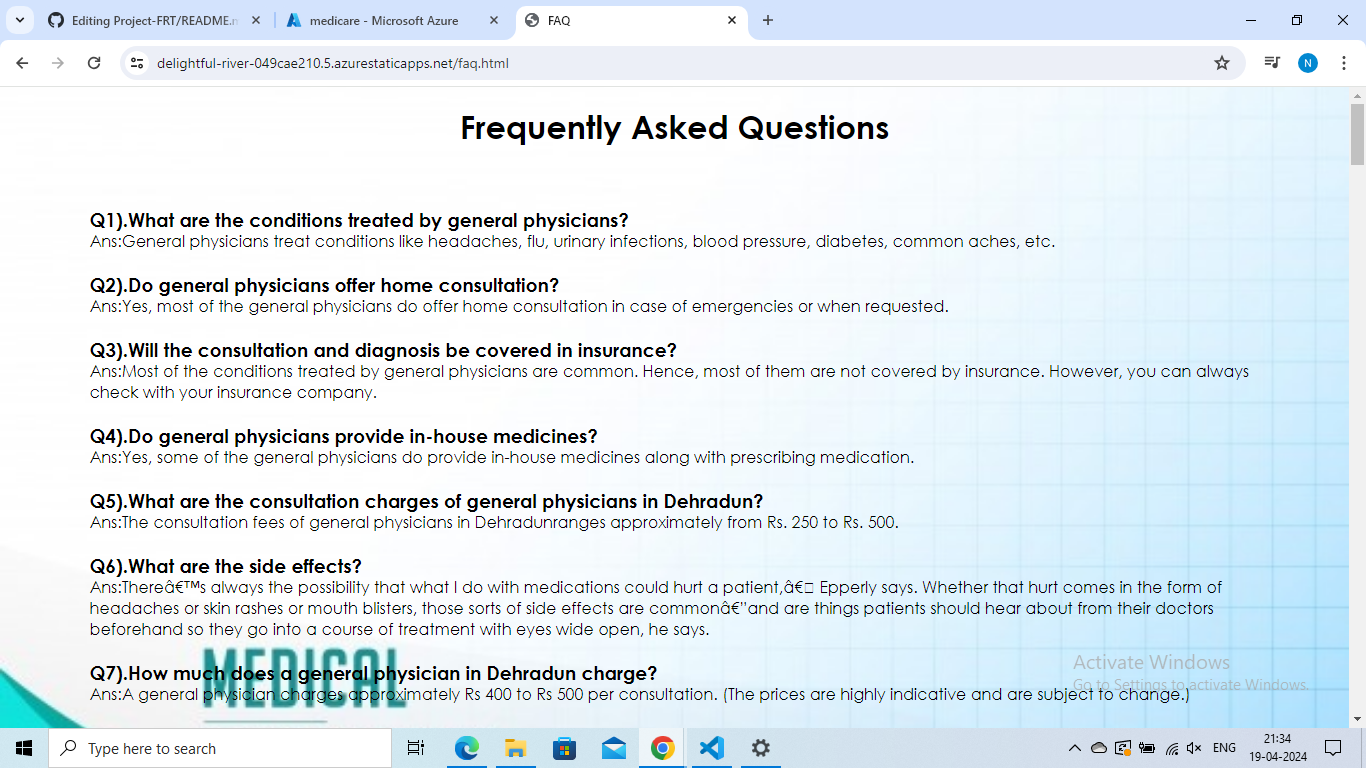 Editing Project-FRT/README.m
medicare - Microsoft Azure
FAQ
delightful-river-049cae210.5.azurestaticapps.net/faq.html
N
Frequently Asked Questions
Q1).What are the conditions treated by general physicians?
Ans:General physicians treat conditions like headaches, flu, urinary infections, blood pressure, diabetes, common aches, etc.
Q2).Do general physicians offer home consultation?
Ans:Yes, most of the general physicians do offer home consultation in case of emergencies or when requested.
Q3).Will the consultation and diagnosis be covered in insurance?
Ans:Most of the conditions treated by general physicians are common. Hence, most of them are not covered by insurance. However, you can always
check with your insurance company.
Q4).Do general physicians provide in-house medicines?
Ans:Yes, some of the general physicians do provide in-house medicines along with prescribing medication.
Q5).What are the consultation charges of general physicians in Dehradun?
Ans:The consultation fees of general physicians in Dehradunranges approximately from Rs. 250 to Rs. 500.
Q6).What are the side effects?
Ans:Thereâ€™s always the possibility that what I do with medications could hurt a patient,â€□ Epperly says. Whether that hurt comes in the form of
headaches or skin rashes or mouth blisters, those sorts of side effects are commonâ€"and are things patients should hear about from their doctors
beforehand so they go into a course of treatment with eyes wide open, he says.
MEDICAL
Q7).How much does a general physician in Dehradun charge?
Ans:A general physician charges approximately Rs 400 to Rs 500 per consultation. (The prices are highly indicative and are subject to change.)
Activate Windows
Go to Settings to activate Windows.
Type here to search
ENG
21:34
19-04-2024